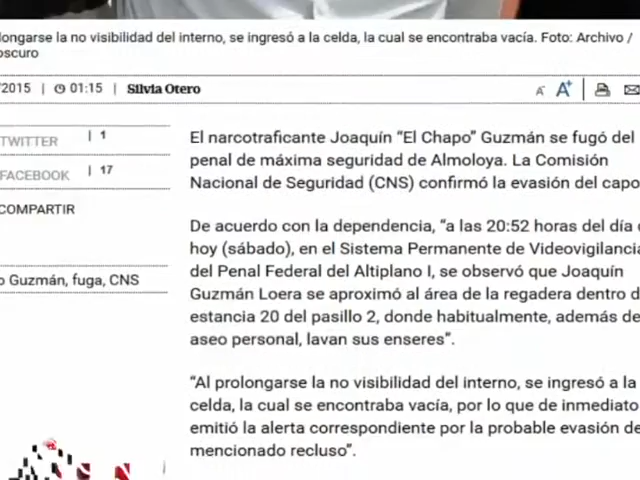 longarse la no visibilidad del interno, se ingresó a la celda, la cual se encontraba vacía. Foto: Archivo /
oscuro
/2015 | 01:15 | Silvia Otero
A- A+
TWITTER | 1
FACEBOOK | 17
COMPARTIR
o Guzmán, fuga, CNS
El narcotraficante Joaquín “El Chapo” Guzmán se fugó del
penal de máxima seguridad de Almoloya. La Comisión
Nacional de Seguridad (CNS) confirmó la evasión del capo
De acuerdo con la dependencia, “a las 20:52 horas del día
hoy (sábado), en el Sistema Permanente de Videovigilancia
del Penal Federal del Altiplano I, se observó que Joaquín
Guzmán Loera se aproximó al área de la regadera dentro d
estancia 20 del pasillo 2, donde habitualmente, además de
aseo personal, lavan sus enseres”.
“Al prolongarse la no visibilidad del interno, se ingresó a la
celda, la cual se encontraba vacía, por lo que de inmediato
emitió la alerta correspondiente por la probable evasión de
mencionado recluso”.